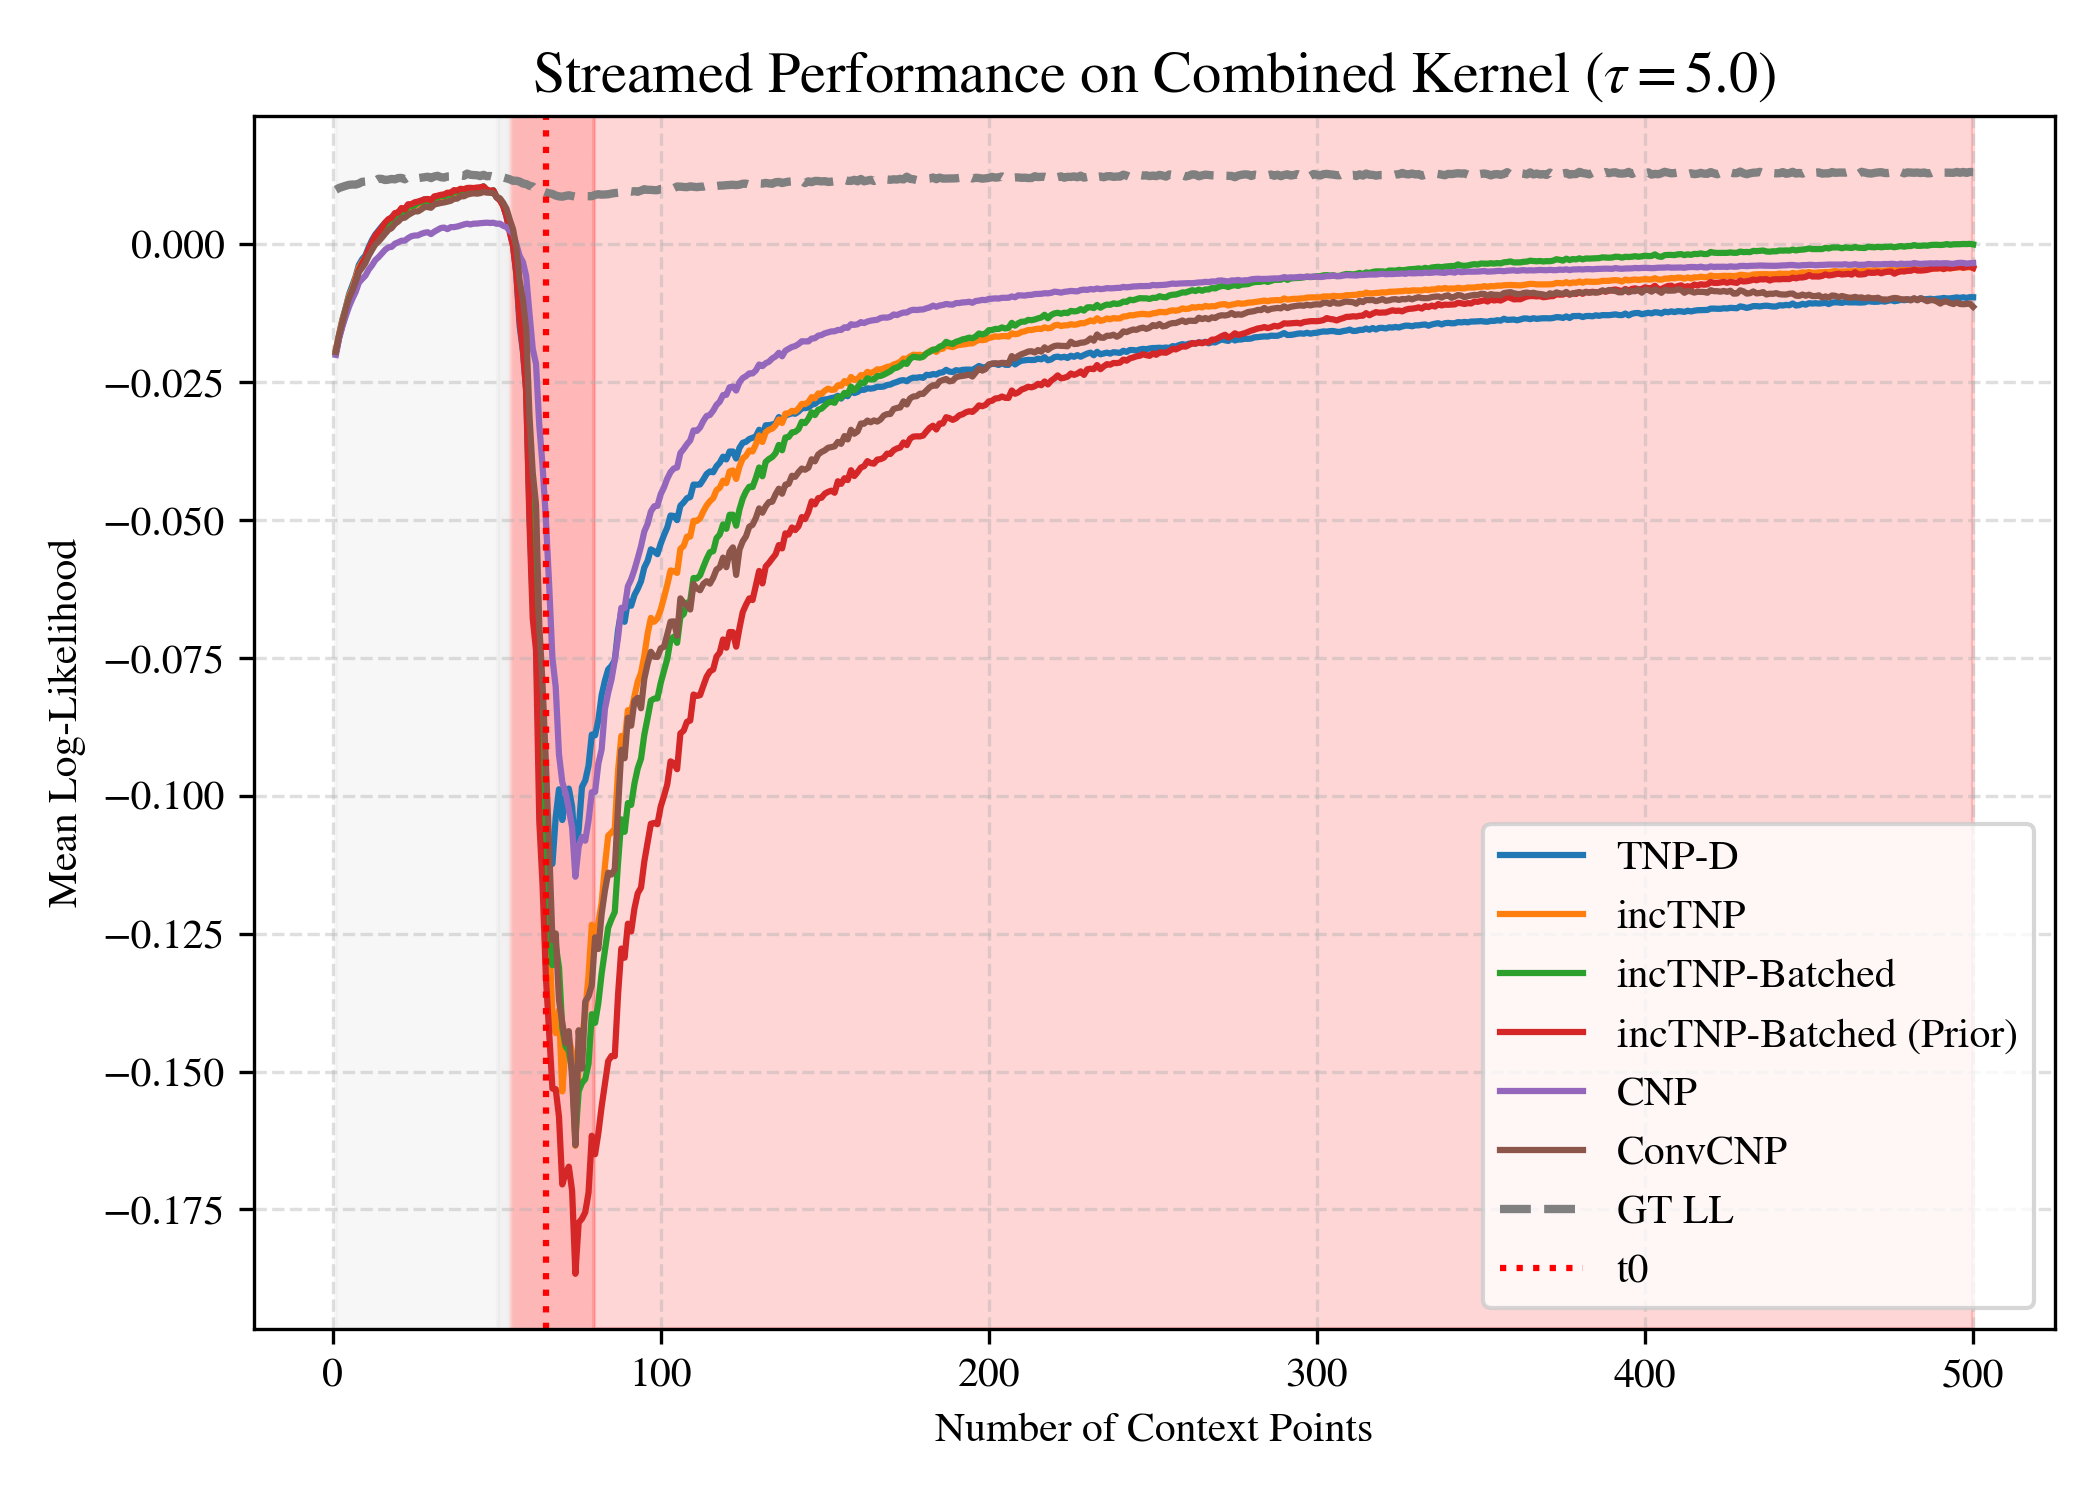 Streamed Performance on Combined Kernel (τ = 5.0)
Mean Log-Likelihood
0.000
−0.025
−0.050
−0.075
−0.100
−0.125
−0.150
−0.175
TNP-D
incTNP
incTNP-Batched
incTNP-Batched (Prior)
CNP
ConvCNP
GT LL
t0
0 100 200 300 400 500
Number of Context Points